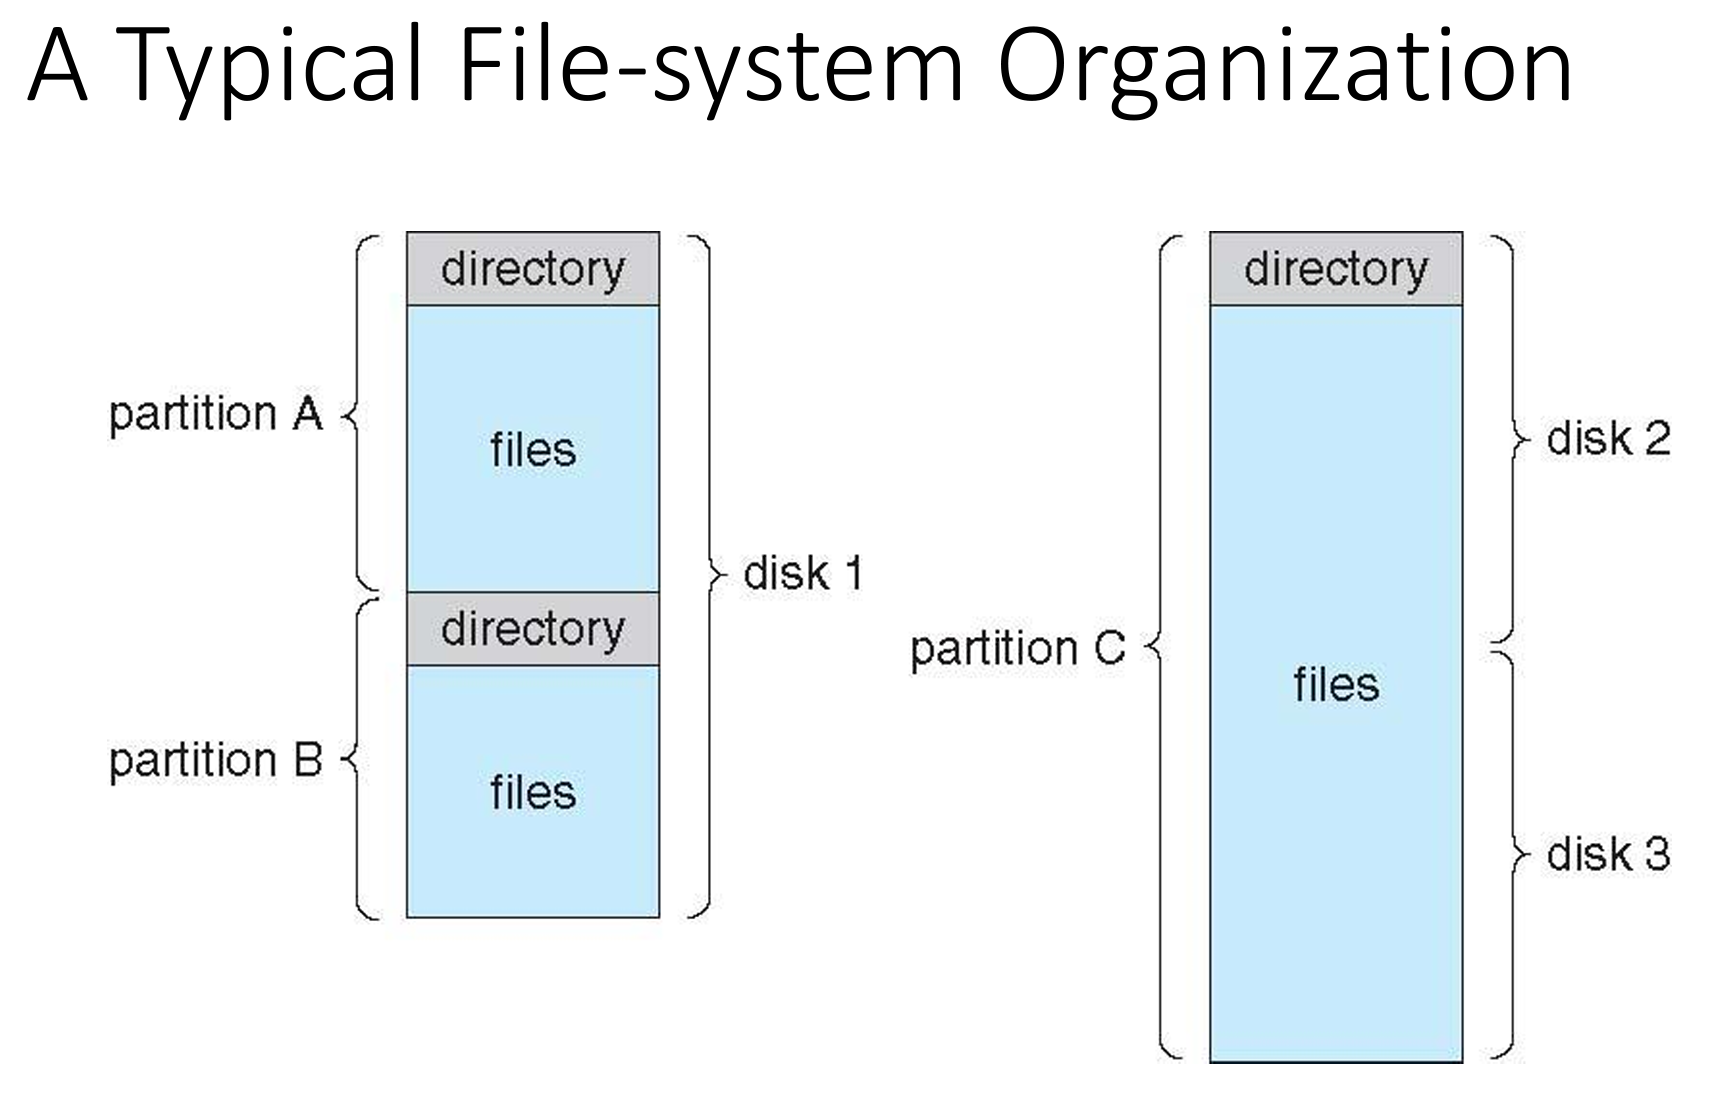 A Typical File-system Organization
directory
partition A
files
disk 1
directory
partition B
files
directory
disk 2
partition C
files
disk 3